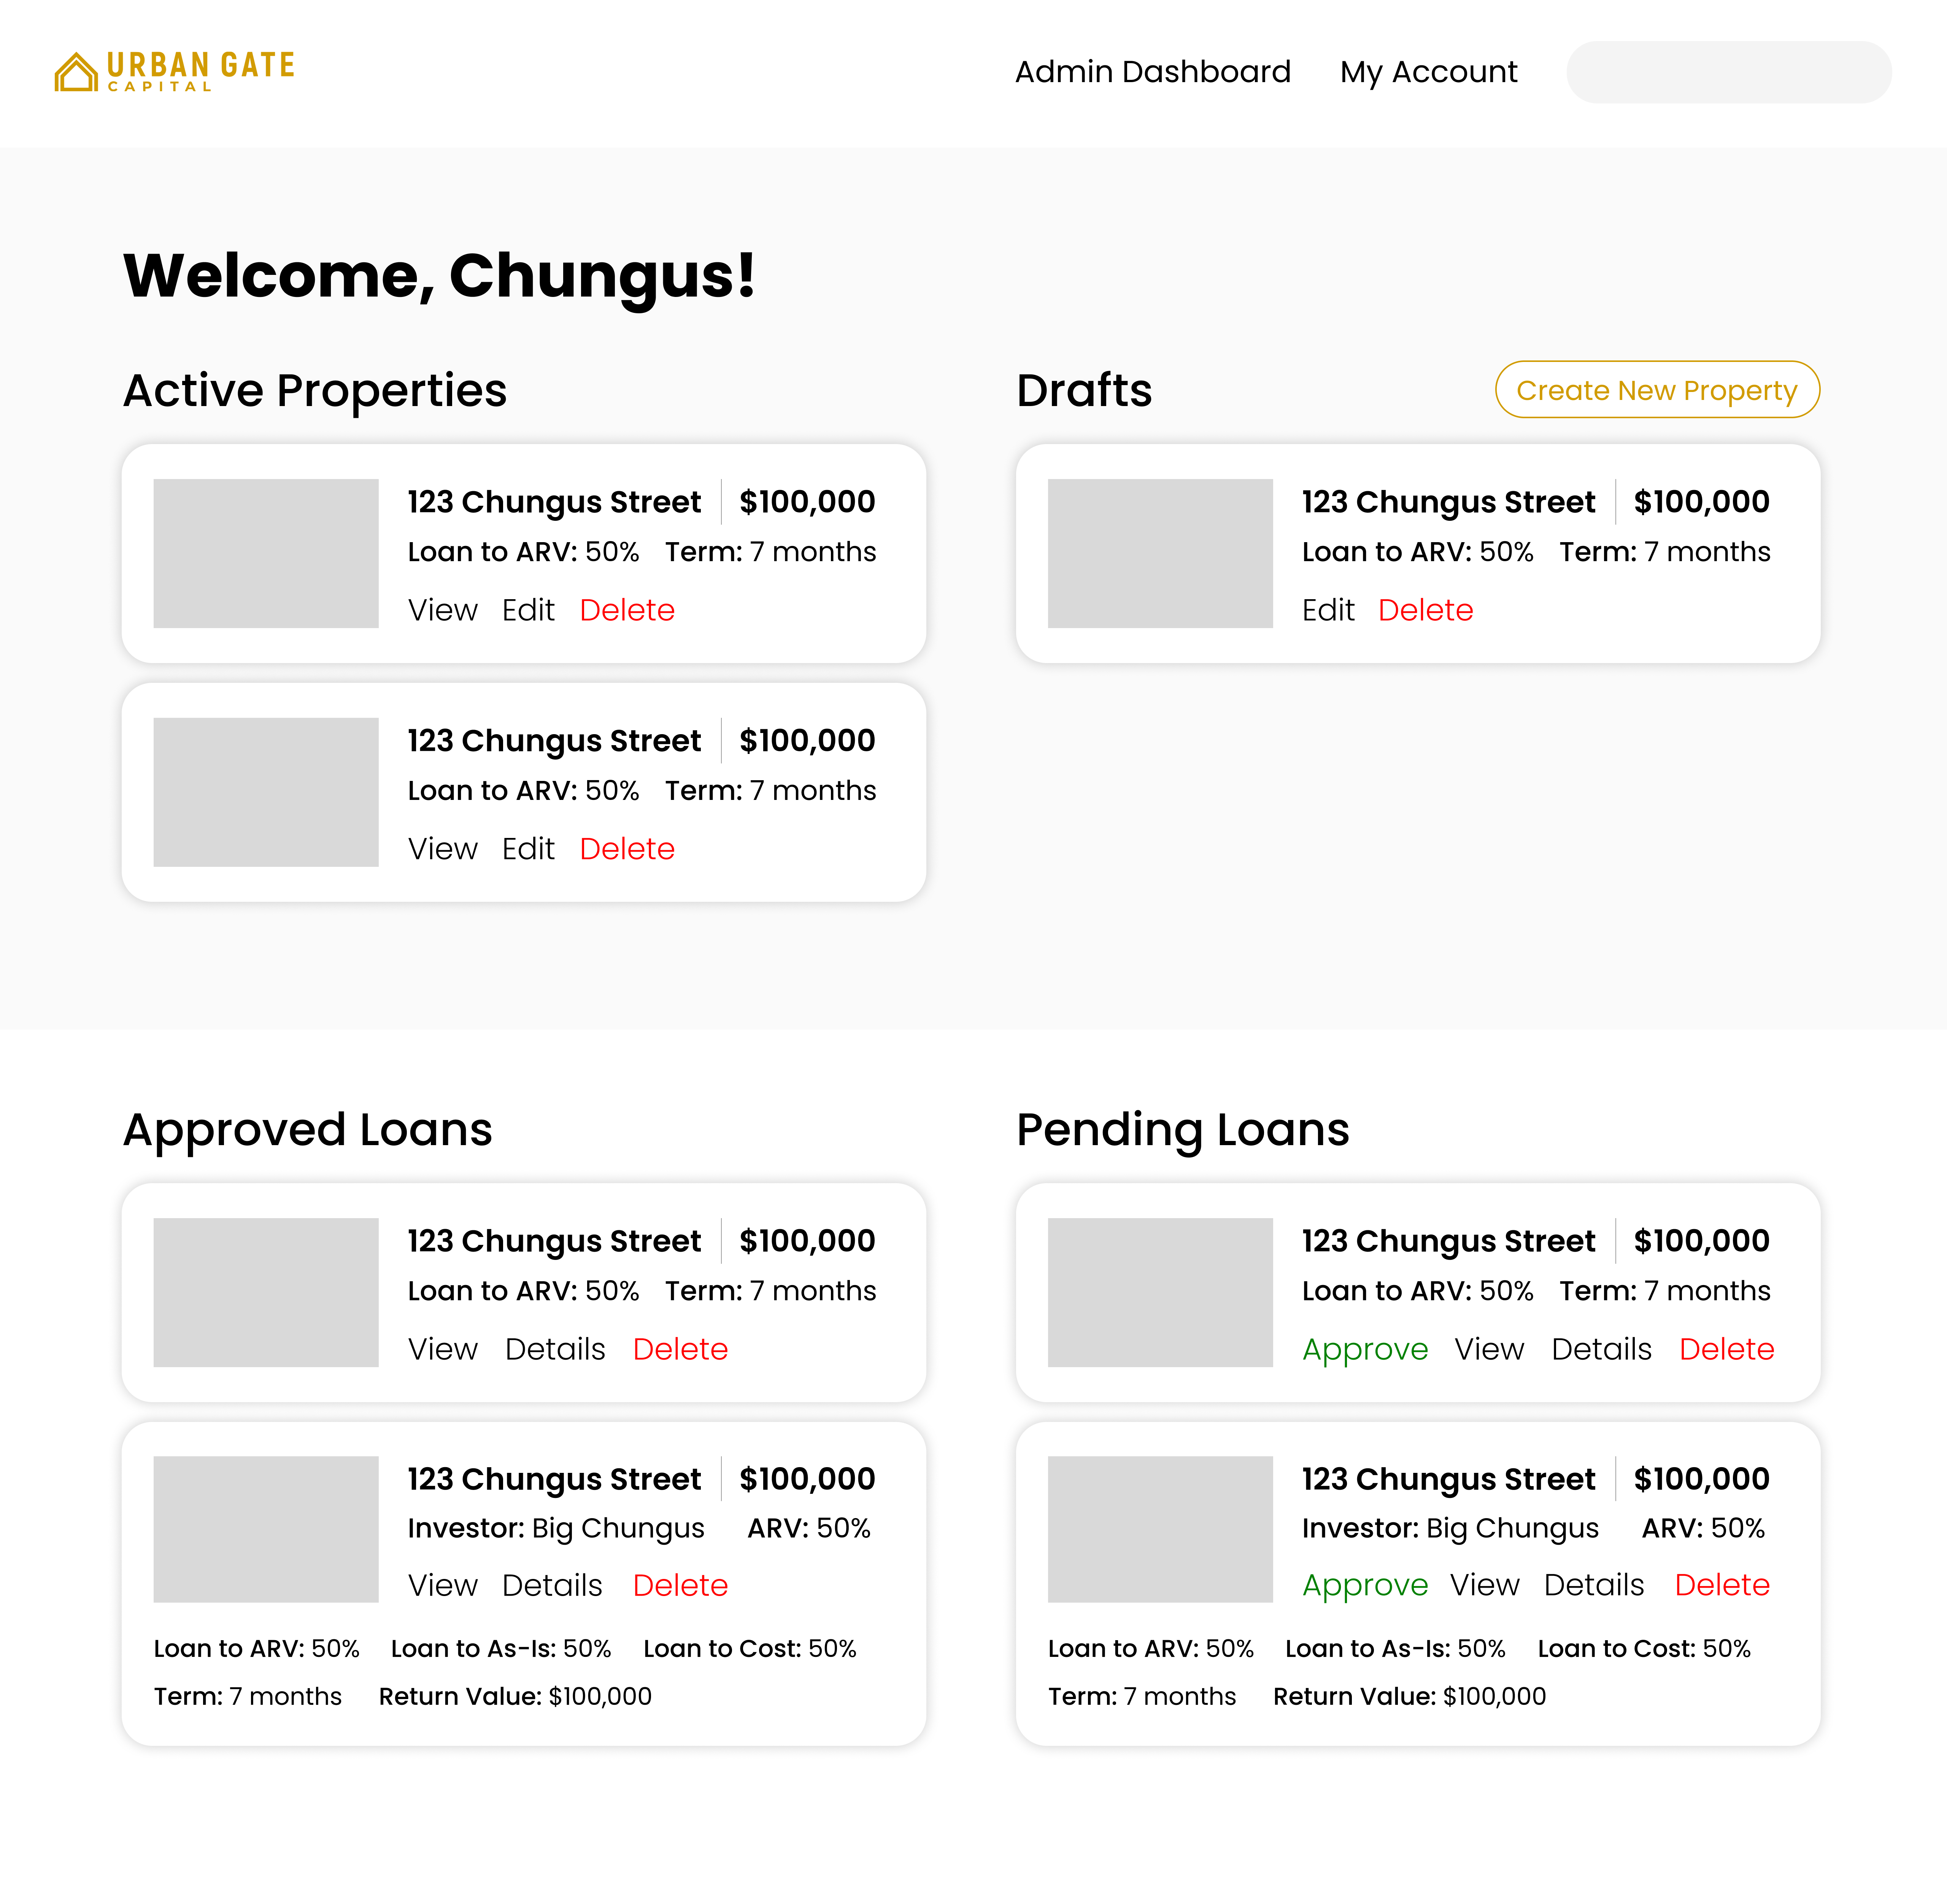 URBAN GATE
CAPITAL
Admin Dashboard
My Account
Welcome, Chungus!
Active Properties
123 Chungus Street $100,000
Loan to ARV: 50% Term: 7 months
View Edit Delete
123 Chungus Street $100,000
Loan to ARV: 50% Term: 7 months
View Edit Delete
Drafts
Create New Property
123 Chungus Street $100,000
Loan to ARV: 50% Term: 7 months
Edit Delete
Approved Loans
123 Chungus Street $100,000
Loan to ARV: 50% Term: 7 months
View Details Delete
123 Chungus Street $100,000
Investor: Big Chungus ARV: 50%
View Details Delete
Loan to ARV: 50% Loan to As-Is: 50% Loan to Cost: 50%
Term: 7 months Return Value: $100,000
Pending Loans
123 Chungus Street $100,000
Loan to ARV: 50% Term: 7 months
Approve View Details Delete
123 Chungus Street $100,000
Investor: Big Chungus ARV: 50%
Approve View Details Delete
Loan to ARV: 50% Loan to As-Is: 50% Loan to Cost: 50%
Term: 7 months Return Value: $100,000